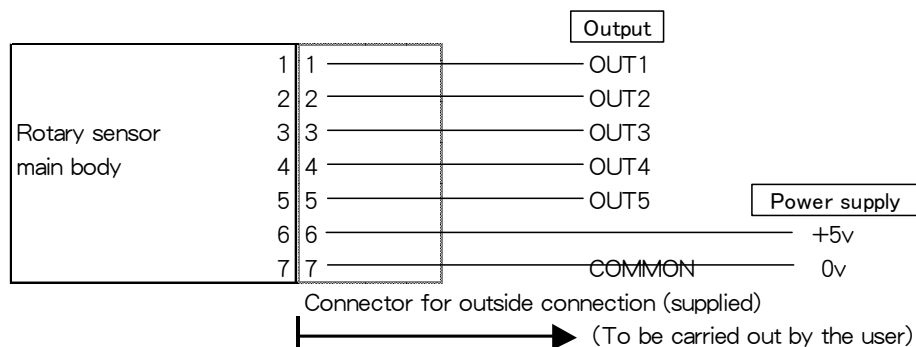 Output
1 1 OUT1
2 2 OUT2
Rotary sensor 3 3 OUT3
main body 4 4 OUT4
5 5 OUT5
Power supply
6 6 +5v
7 7 COMMON 0v
Connector for outside connection (supplied)
(To be carried out by the user)